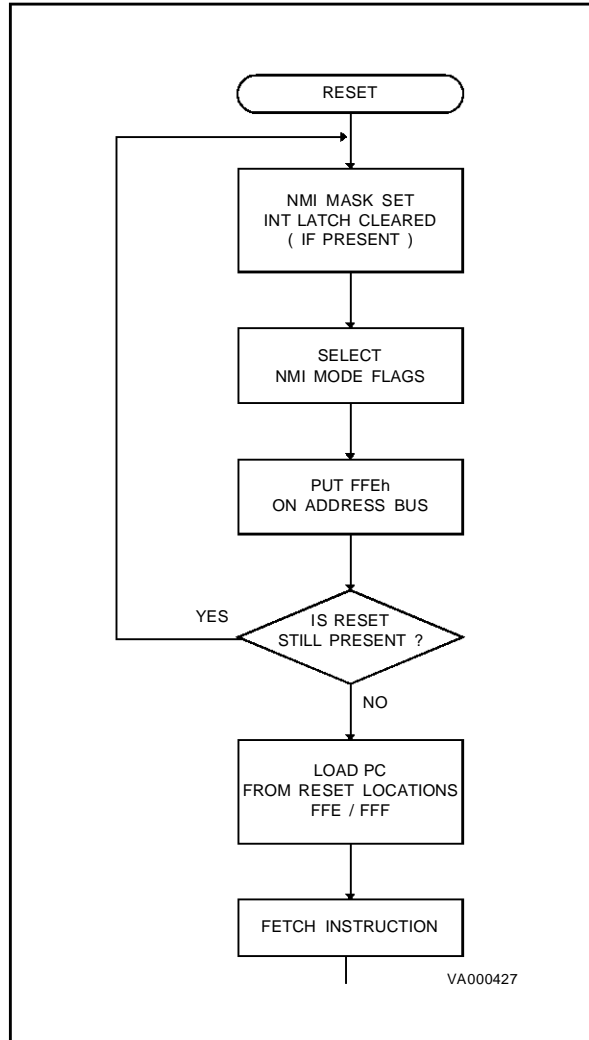 RESET
NMI MASK SET
INT LATCH CLEARED
( IF PRESENT )
SELECT
NMI MODE FLAGS
PUT FFEh
ON ADDRESS BUS
YES
IS RESET
STILL PRESENT ?
NO
LOAD PC
FROM RESET LOCATIONS
FFE / FFF
FETCH INSTRUCTION
VA000427